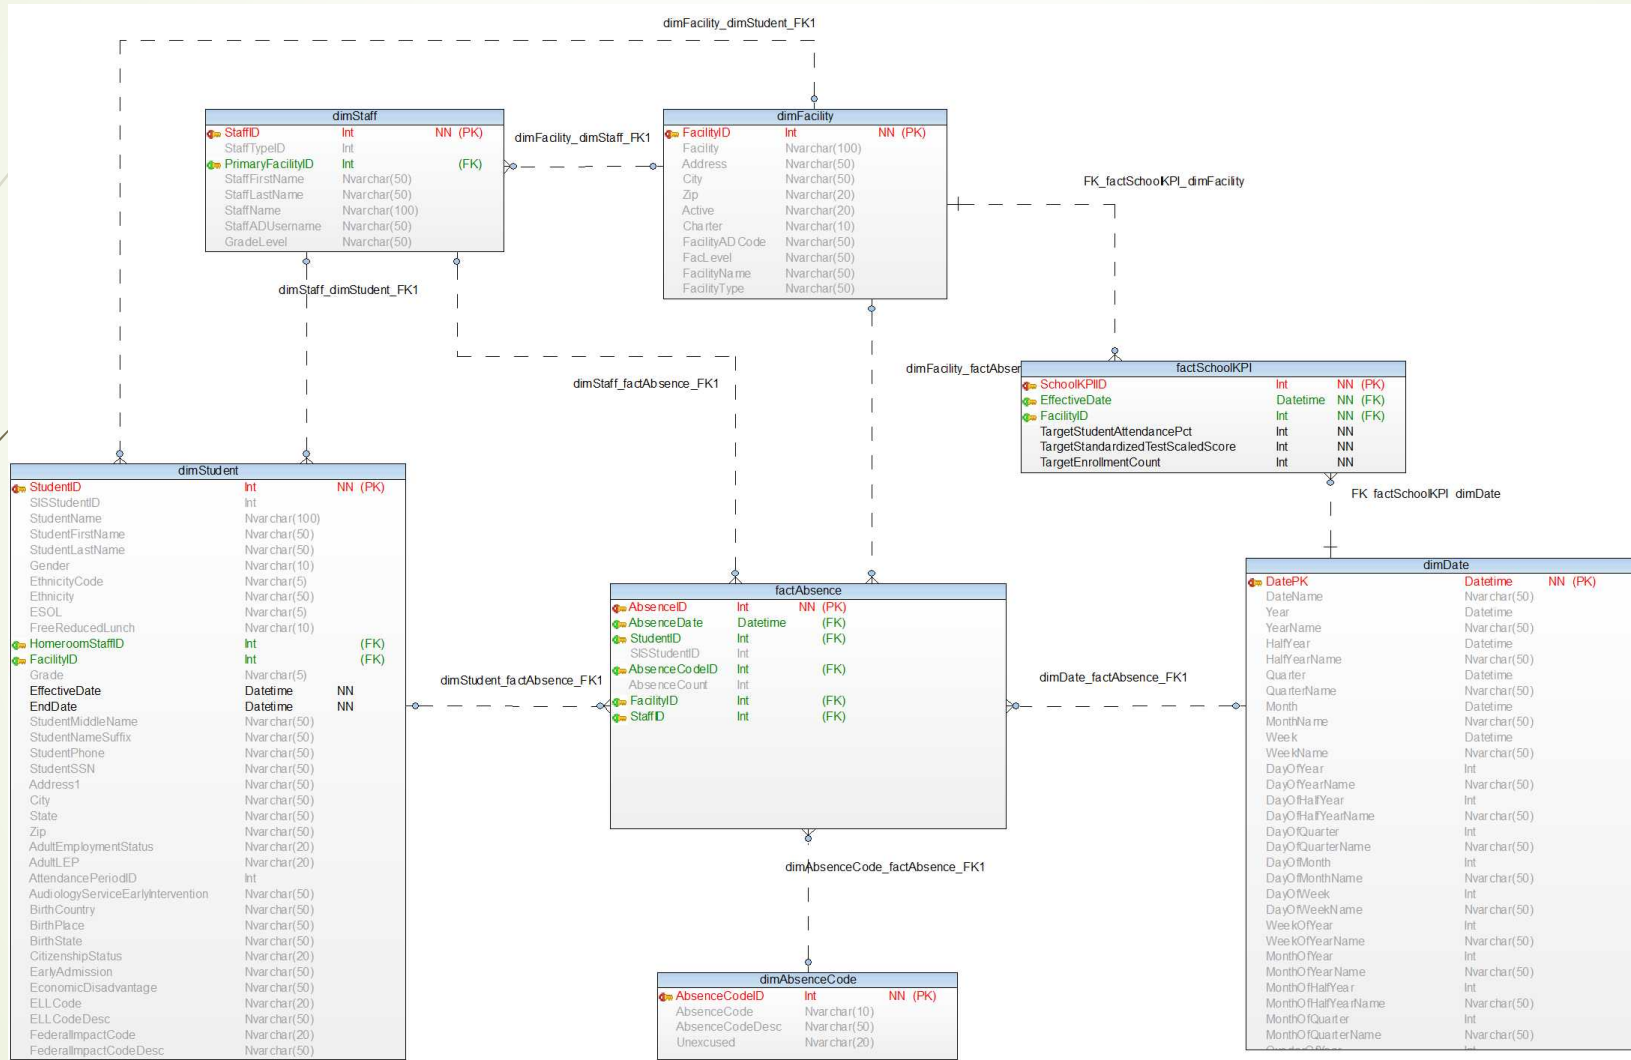 dimFacility_dimStudent_FK1
dimStaff
StaffID Int NN (PK)
StaffTypeID Int
PrimaryFacilityID Int (FK)
StaffFirstName Nvarchar(50)
StaffLastName Nvarchar(50)
StaffName Nvarchar(100)
StaffADUsername Nvarchar(50)
GradeLevel Nvarchar(50)
dimFacility_dimStaff_FK1
dimFacility
FacilityID Int NN (PK)
Facility Nvarchar(100)
Address Nvarchar(50)
City Nvarchar(50)
Zip Nvarchar(20)
Active Nvarchar(20)
Charter Nvarchar(10)
FacilityADCode Nvarchar(50)
FacLevel Nvarchar(50)
FacilityName Nvarchar(50)
FacilityType Nvarchar(50)
FK_factSchoolKPI_dimFacility
dimStaff_dimStudent_FK1
dimStaff_factAbsence_FK1
dimFacility_factAbser
factSchoolKPI
SchoolKPIID Int NN (PK)
EffectiveDate Datetime NN (FK)
FacilityID Int NN (FK)
TargetStudentAttendancePct Int NN
TargetStandardizedTestScaledScore Int NN
TargetEnrollmentCount Int NN
FK_factSchoolKPI_dimDate
dimStudent
StudentID Int NN (PK)
SISStudentID Int
StudentName Nvarchar(100)
StudentFirstName Nvarchar(50)
StudentLastName Nvarchar(50)
Gender Nvarchar(10)
EthnicityCode Nvarchar(5)
Ethnicity Nvarchar(50)
ESOL Nvarchar(5)
FreeReducedLunch Nvarchar(10)
HomeroomStaffID Int (FK)
FacilityID Int (FK)
Grade Nvarchar(5)
EffectiveDate Datetime NN
EndDate Datetime NN
StudentMiddleName Nvarchar(50)
StudentNameSuffix Nvarchar(50)
StudentPhone Nvarchar(50)
StudentSSN Nvarchar(50)
Address1 Nvarchar(50)
City Nvarchar(50)
State Nvarchar(50)
Zip Nvarchar(50)
AdultEmploymentStatus Nvarchar(20)
AdultLEP Nvarchar(20)
AttendancePeriodID Int
AudiologyServiceEarlyIntervention Nvarchar(50)
BirthCountry Nvarchar(50)
BirthPlace Nvarchar(50)
BirthState Nvarchar(50)
CitizenshipStatus Nvarchar(20)
EarlyAdmission Nvarchar(50)
EconomicDisadvantage Nvarchar(50)
ELLCode Nvarchar(20)
ELLCodeDesc Nvarchar(50)
FederalImpactCode Nvarchar(20)
FederalImpactCodeDesc Nvarchar(50)
dimStudent_factAbsence_FK1
factAbsence
AbsenceID Int NN (PK)
AbsenceDate Datetime (FK)
StudentID Int (FK)
SISStudentID Int
AbsenceCodeID Int (FK)
AbsenceCount Int
FacilityID Int (FK)
StaffID Int (FK)
dimDate_factAbsence_FK1
dimAbsenceCode_factAbsence_FK1
dimAbsenceCode
AbsenceCodeID Int NN (PK)
AbsenceCode Nvarchar(10)
AbsenceCodeDesc Nvarchar(50)
Unexcused Nvarchar(20)
dimDate
DatePK Datetime NN (PK)
DateName Nvarchar(50)
Year Datetime
YearName Nvarchar(50)
HalfYear Datetime
HalfYearName Nvarchar(50)
Quarter Datetime
QuarterName Nvarchar(50)
Month Datetime
MonthName Nvarchar(50)
Week Datetime
WeekName Nvarchar(50)
DayOfYear Int
DayOfYearName Nvarchar(50)
DayOfHalfYear Int
DayOfHalfYearName Nvarchar(50)
DayOfQuarter Int
DayOfQuarterName Nvarchar(50)
DayOfMonth Int
DayOfMonthName Nvarchar(50)
DayOfWeek Int
DayOfWeekName Nvarchar(50)
WeekOfYear Int
WeekOfYearName Nvarchar(50)
MonthOfYear Int
MonthOfYearName Nvarchar(50)
MonthOfHalfYear Int
MonthOfHalfYearName Nvarchar(50)
MonthOfQuarter Int
MonthOfQuarterName Nvarchar(50)